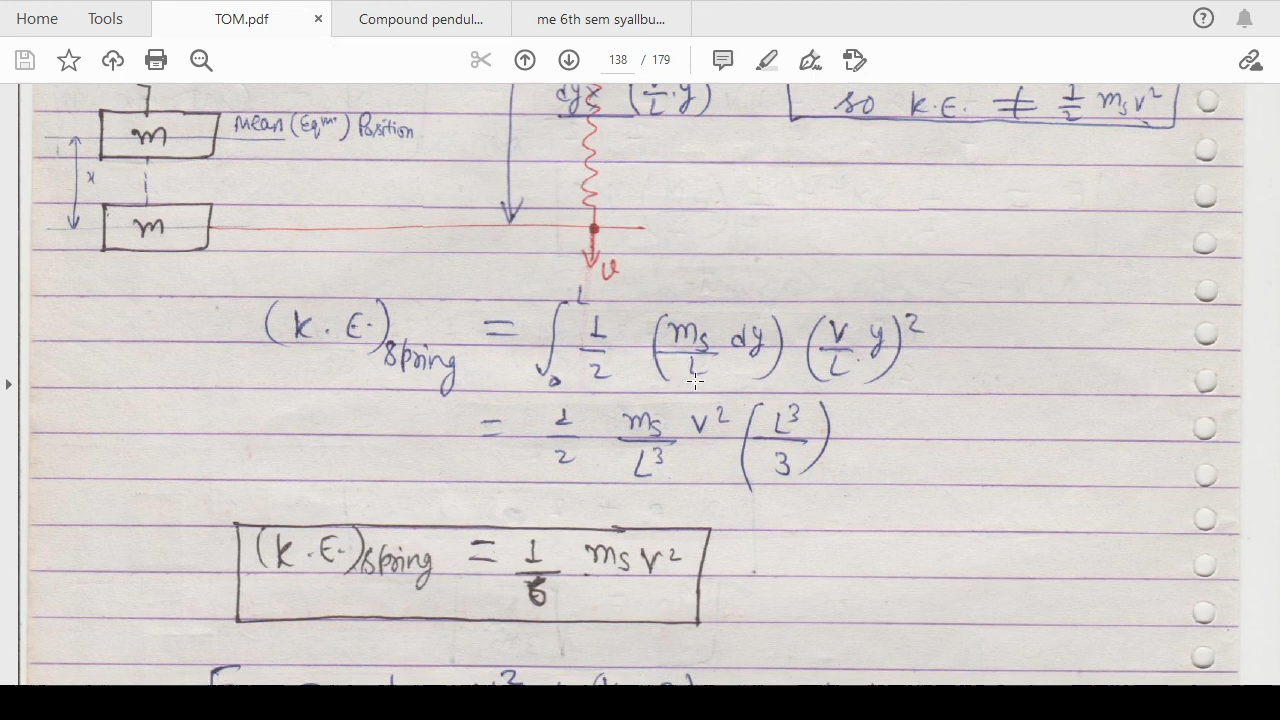 Home Tools TOM.pdf × Compound pendul... me 6th sem syallbu...
138 / 179
dy (V/L · y) so K.E. ≠ 1/2 msv²
m Mean (Eqm) Position
x
m
v
(K.E.)spring = ∫₀ᴸ 1/2 (ms/L dy) (V/L · y)²
= 1/2 ms/L³ V² (L³/3)
(K.E.)spring = 1/6 msV²